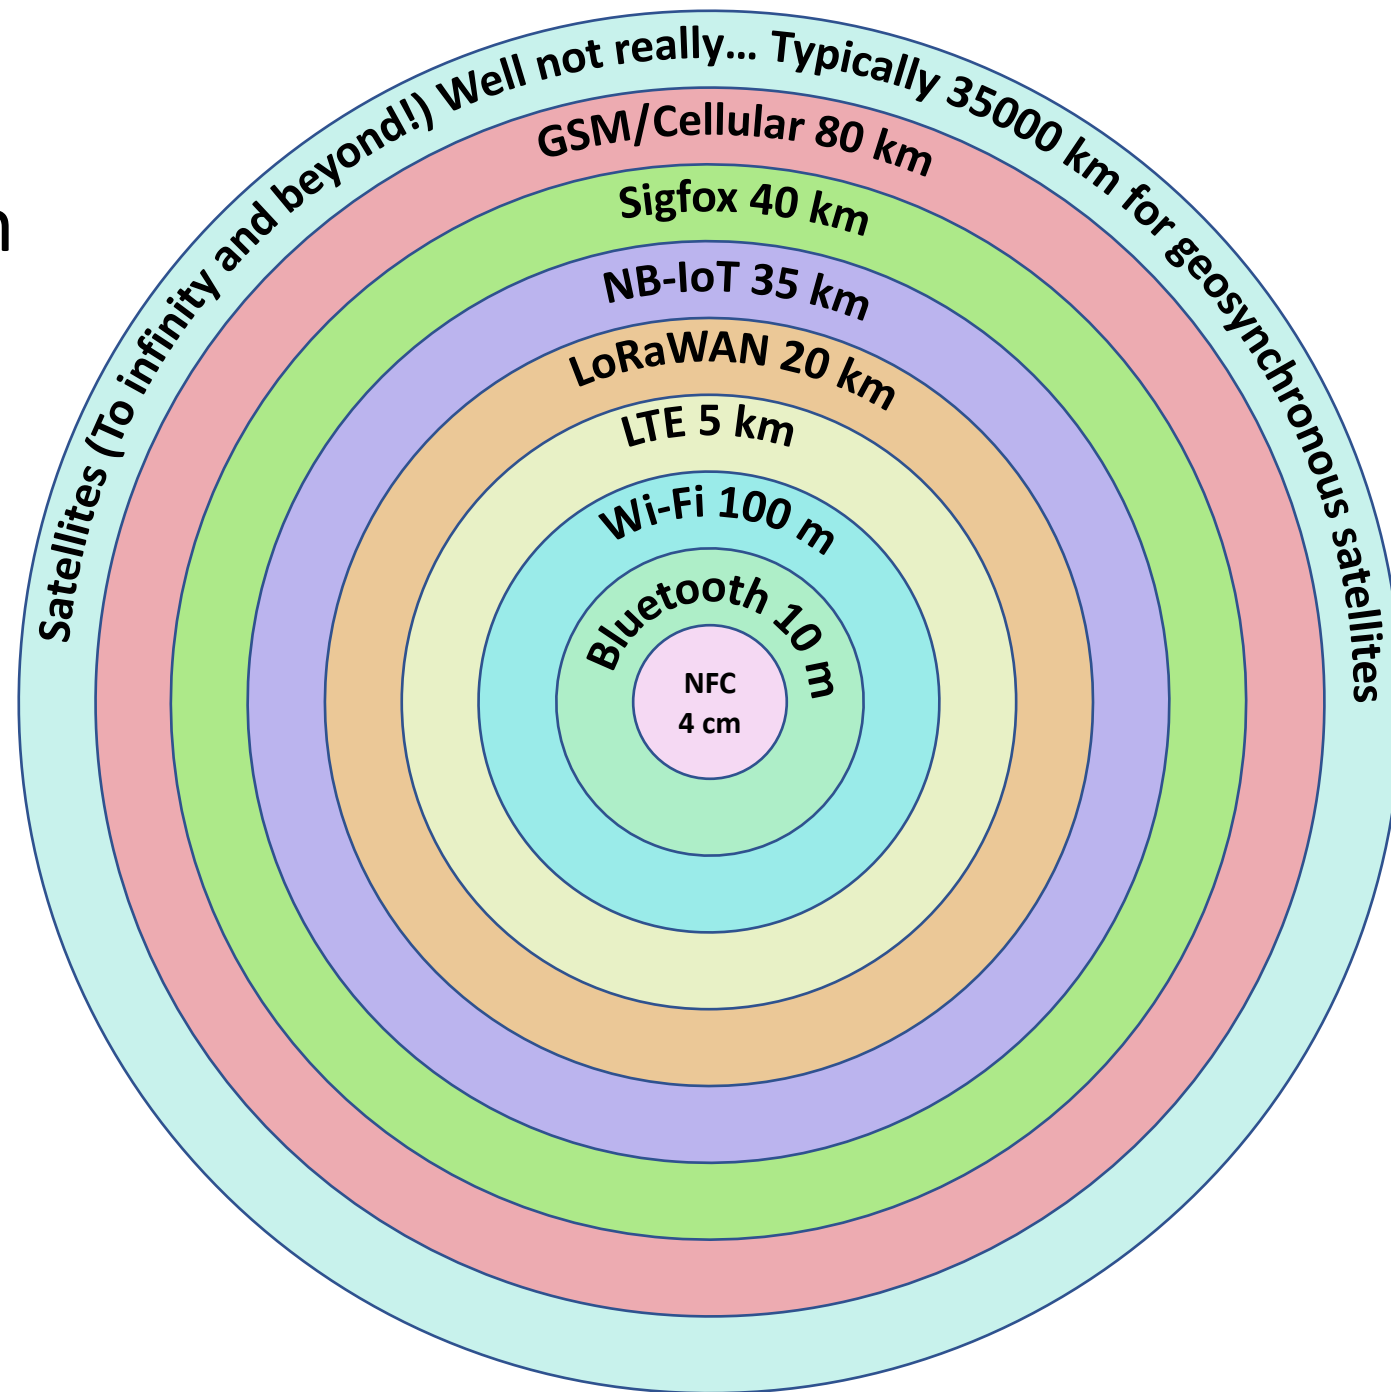 Satellites (To infinity and beyond!) Well not really... Typically 35000 km for geosynchronous satellites
GSM/Cellular 80 km
Sigfox 40 km
NB-IoT 35 km
LoRaWAN 20 km
LTE 5 km
Wi-Fi 100 m
Bluetooth 10 m
NFC
4 cm